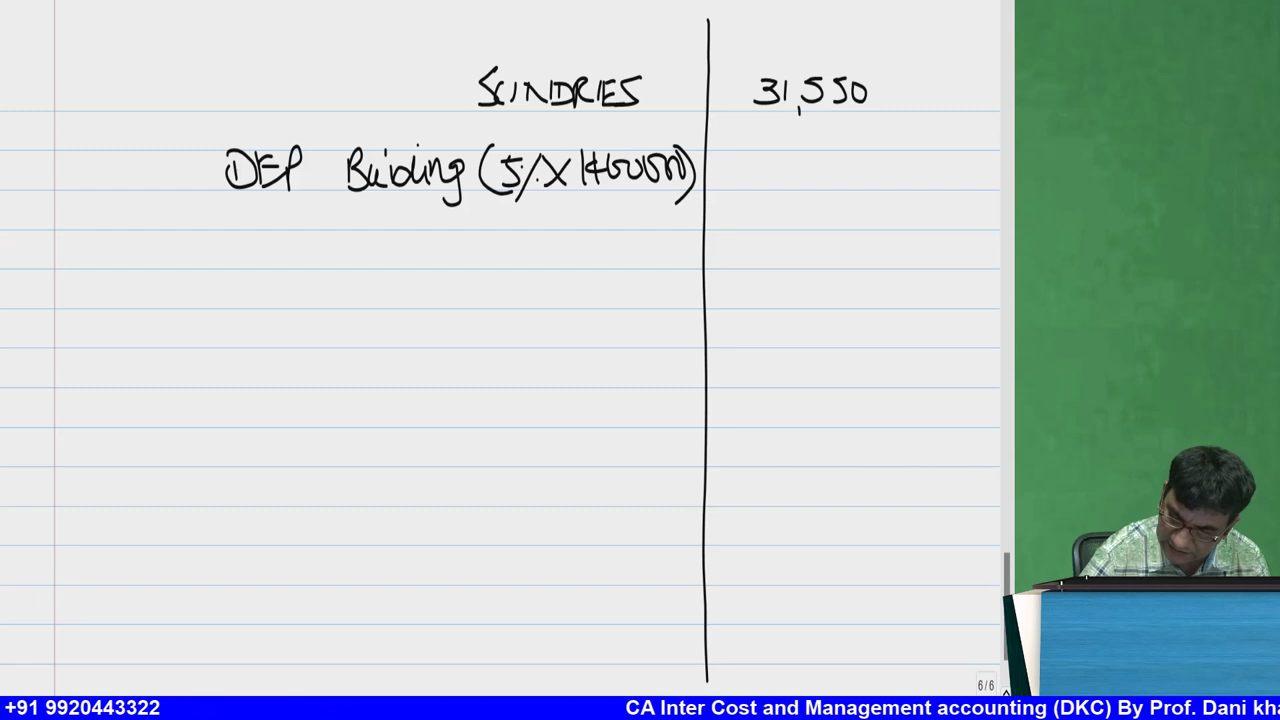 SUNDRIES 31,550
DEP Building (5% X 1400000)
6/6
+91 9920443322 CA Inter Cost and Management accounting (DKC) By Prof. Dani kha